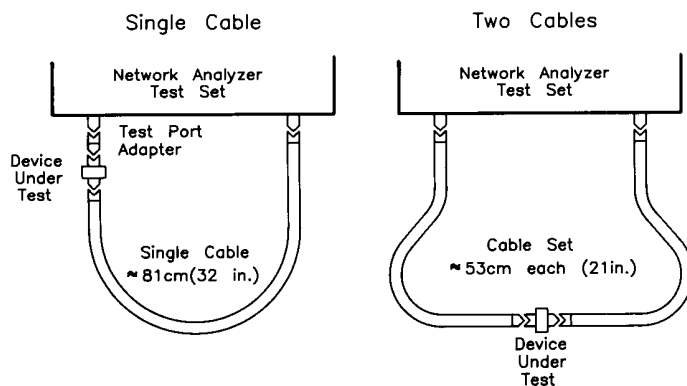 Single Cable
Network Analyzer
Test Set
Test Port
Adapter
Device
Under
Test
Single Cable
≈ 81cm(32 in.)
Two Cables
Network Analyzer
Test Set
Cable Set
≈ 53cm each (21in.)
Device
Under
Test